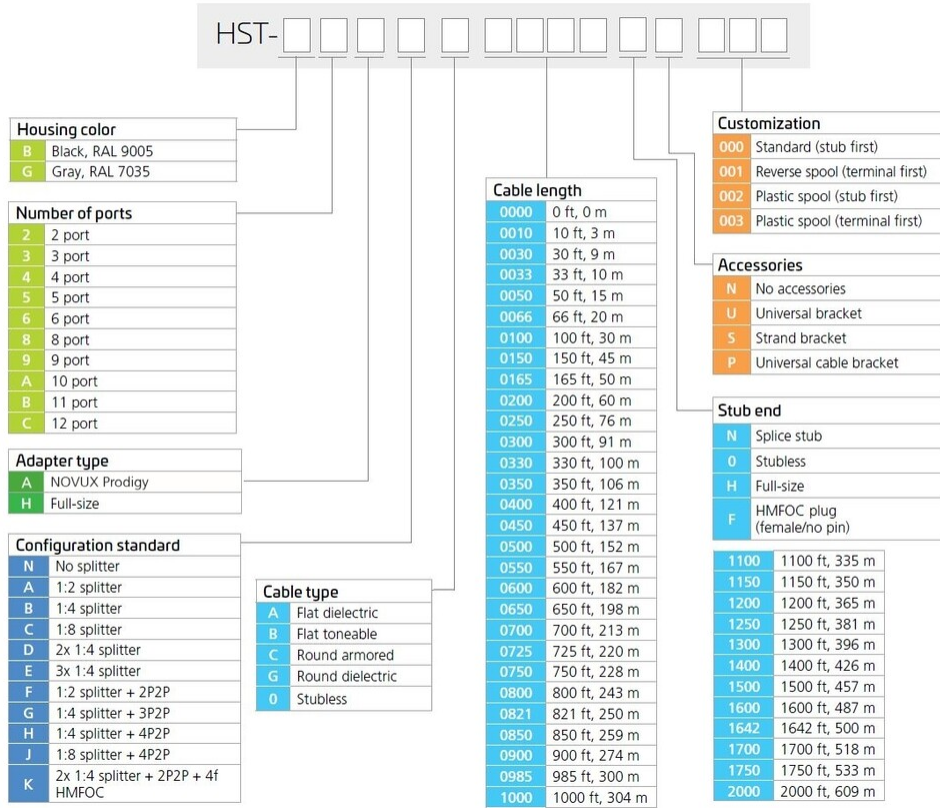 HST-
Housing color
B Black, RAL 9005
G Gray, RAL 7035
Number of ports
2 2 port
3 3 port
4 4 port
5 5 port
6 6 port
8 8 port
9 9 port
A 10 port
B 11 port
C 12 port
Adapter type
A NOVUX Prodigy
H Full-size
Configuration standard
N No splitter
A 1:2 splitter
B 1:4 splitter
C 1:8 splitter
D 2x 1:4 splitter
E 3x 1:4 splitter
F 1:2 splitter + 2P2P
G 1:4 splitter + 3P2P
H 1:4 splitter + 4P2P
J 1:8 splitter + 4P2P
K 2x 1:4 splitter + 2P2P + 4f
HMFOC
Cable type
A Flat dielectric
B Flat toneable
C Round armored
G Round dielectric
0 Stubless
Cable length
0000 0 ft, 0 m
0010 10 ft, 3 m
0030 30 ft, 9 m
0033 33 ft, 10 m
0050 50 ft, 15 m
0066 66 ft, 20 m
0100 100 ft, 30 m
0150 150 ft, 45 m
0165 165 ft, 50 m
0200 200 ft, 60 m
0250 250 ft, 76 m
0300 300 ft, 91 m
0330 330 ft, 100 m
0350 350 ft, 106 m
0400 400 ft, 121 m
0450 450 ft, 137 m
0500 500 ft, 152 m
0550 550 ft, 167 m
0600 600 ft, 182 m
0650 650 ft, 198 m
0700 700 ft, 213 m
0725 725 ft, 220 m
0750 750 ft, 228 m
0800 800 ft, 243 m
0821 821 ft, 250 m
0850 850 ft, 259 m
0900 900 ft, 274 m
0985 985 ft, 300 m
1000 1000 ft, 304 m
Customization
000 Standard (stub first)
001 Reverse spool (terminal first)
002 Plastic spool (stub first)
003 Plastic spool (terminal first)
Accessories
N No accessories
U Universal bracket
S Strand bracket
P Universal cable bracket
Stub end
N Splice stub
0 Stubless
H Full-size
F HMFOC plug
(female/no pin)
1100 1100 ft, 335 m
1150 1150 ft, 350 m
1200 1200 ft, 365 m
1250 1250 ft, 381 m
1300 1300 ft, 396 m
1400 1400 ft, 426 m
1500 1500 ft, 457 m
1600 1600 ft, 487 m
1642 1642 ft, 500 m
1700 1700 ft, 518 m
1750 1750 ft, 533 m
2000 2000 ft, 609 m